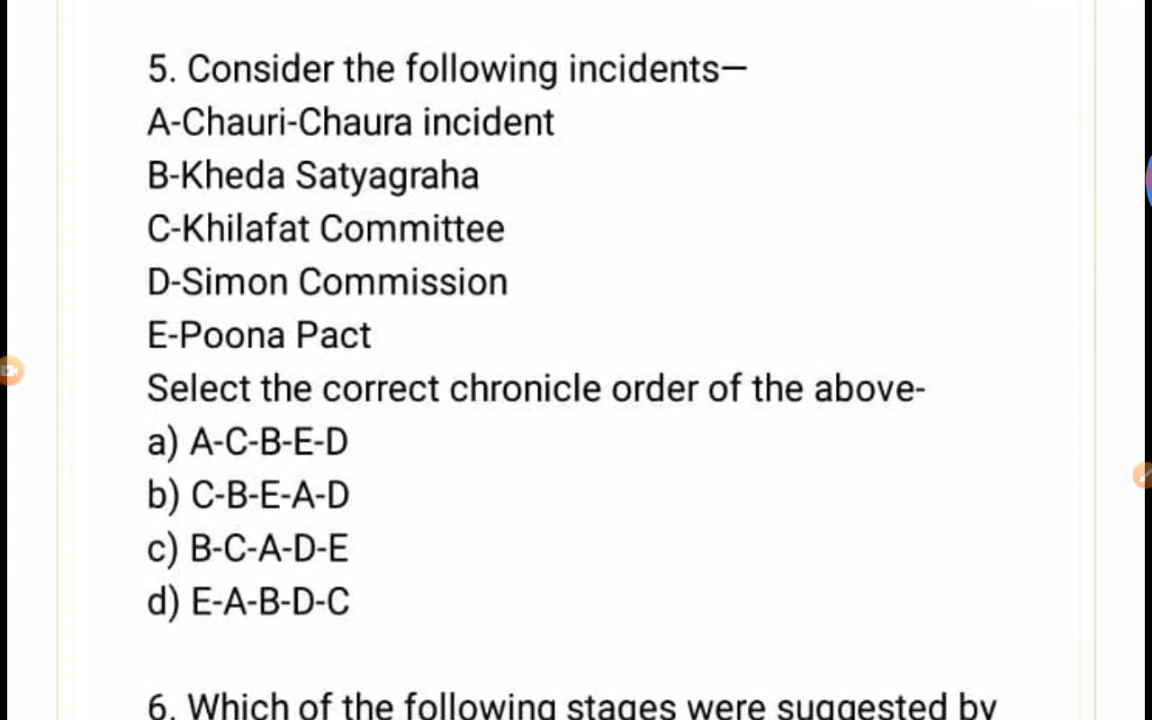 5. Consider the following incidents—
A-Chauri-Chaura incident
B-Kheda Satyagraha
C-Khilafat Committee
D-Simon Commission
E-Poona Pact
Select the correct chronicle order of the above-
a) A-C-B-E-D
b) C-B-E-A-D
c) B-C-A-D-E
d) E-A-B-D-C
6. Which of the following stages were suggested by